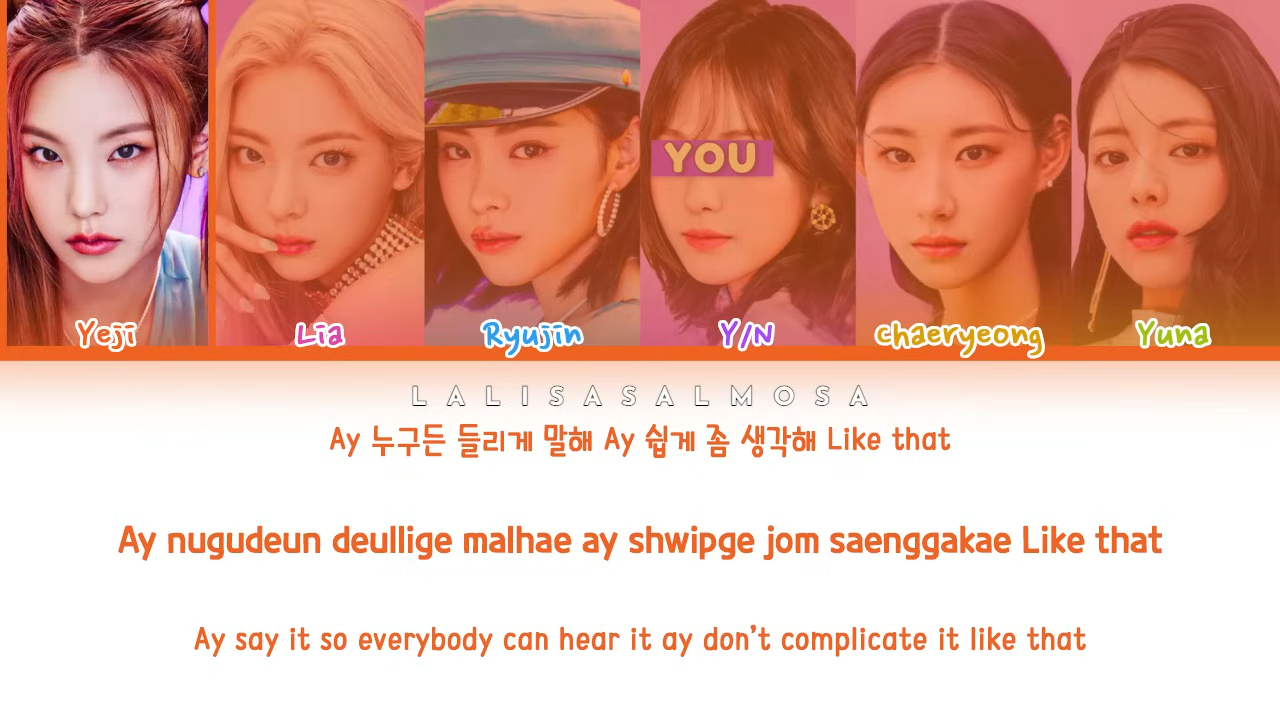 YOU
Yeji Lia Ryujin Y/N chaeryeong Yuna
LALISASALMOSA
Ay 누구든 들리게 말해 Ay 쉽게 좀 생각해 Like that
Ay nugudeun deullige malhae ay shwipge jom saenggakae Like that
Ay say it so everybody can hear it ay don't complicate it like that